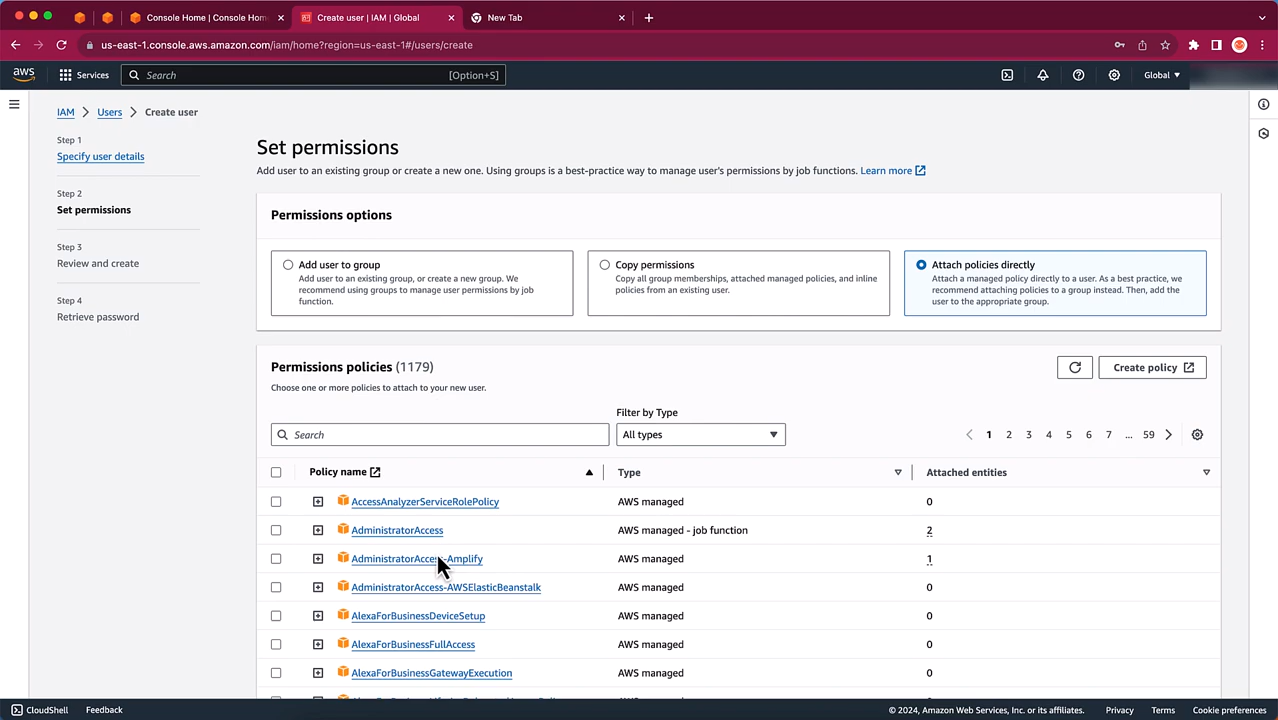 Console Home | Console Hom
Create user | IAM | Global
New Tab
us-east-1.console.aws.amazon.com/iam/home?region=us-east-1#/users/create
aws
Services
Search
[Option+S]
Global
IAM
Users
Create user
Step 1
Specify user details
Step 2
Set permissions
Step 3
Review and create
Step 4
Retrieve password
Set permissions
Add user to an existing group or create a new one. Using groups is a best-practice way to manage user's permissions by job functions. Learn more
Permissions options
Add user to group
Add user to an existing group, or create a new group. We
recommend using groups to manage user permissions by job
function.
Copy permissions
Copy all group memberships, attached managed policies, and inline
policies from an existing user.
Attach policies directly
Attach a managed policy directly to a user. As a best practice, we
recommend attaching policies to a group instead. Then, add the
user to the appropriate group.
Permissions policies (1179)
Choose one or more policies to attach to your new user.
Create policy
Filter by Type
Search
All types
1 2 3 4 5 6 7 ... 59
Policy name Type Attached entities
AccessAnalyzerServiceRolePolicy AWS managed 0
AdministratorAccess AWS managed - job function 2
AdministratorAccess-Amplify AWS managed 1
AdministratorAccess-AWSElasticBeanstalk AWS managed 0
AlexaForBusinessDeviceSetup AWS managed 0
AlexaForBusinessFullAccess AWS managed 0
AlexaForBusinessGatewayExecution AWS managed 0
CloudShell
Feedback
© 2024, Amazon Web Services, Inc. or its affiliates.
Privacy
Terms
Cookie preferences